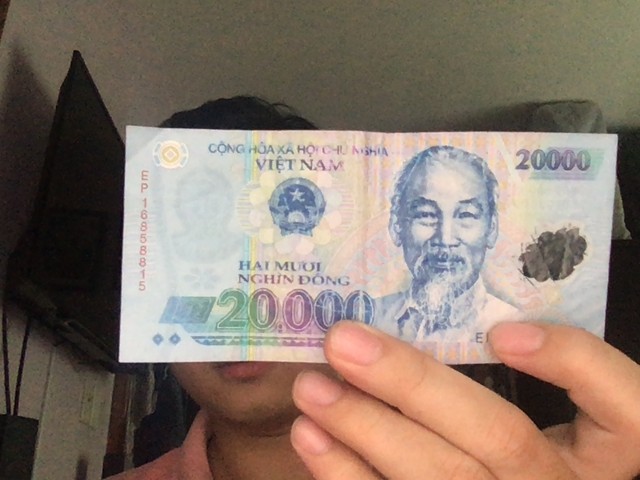 CỘNG HÒA XÃ HỘI CHỦ NGHĨA
VIỆT NAM
20000
EP 16858815
HAI MƯƠI
NGHÌN ĐỒNG
20.000